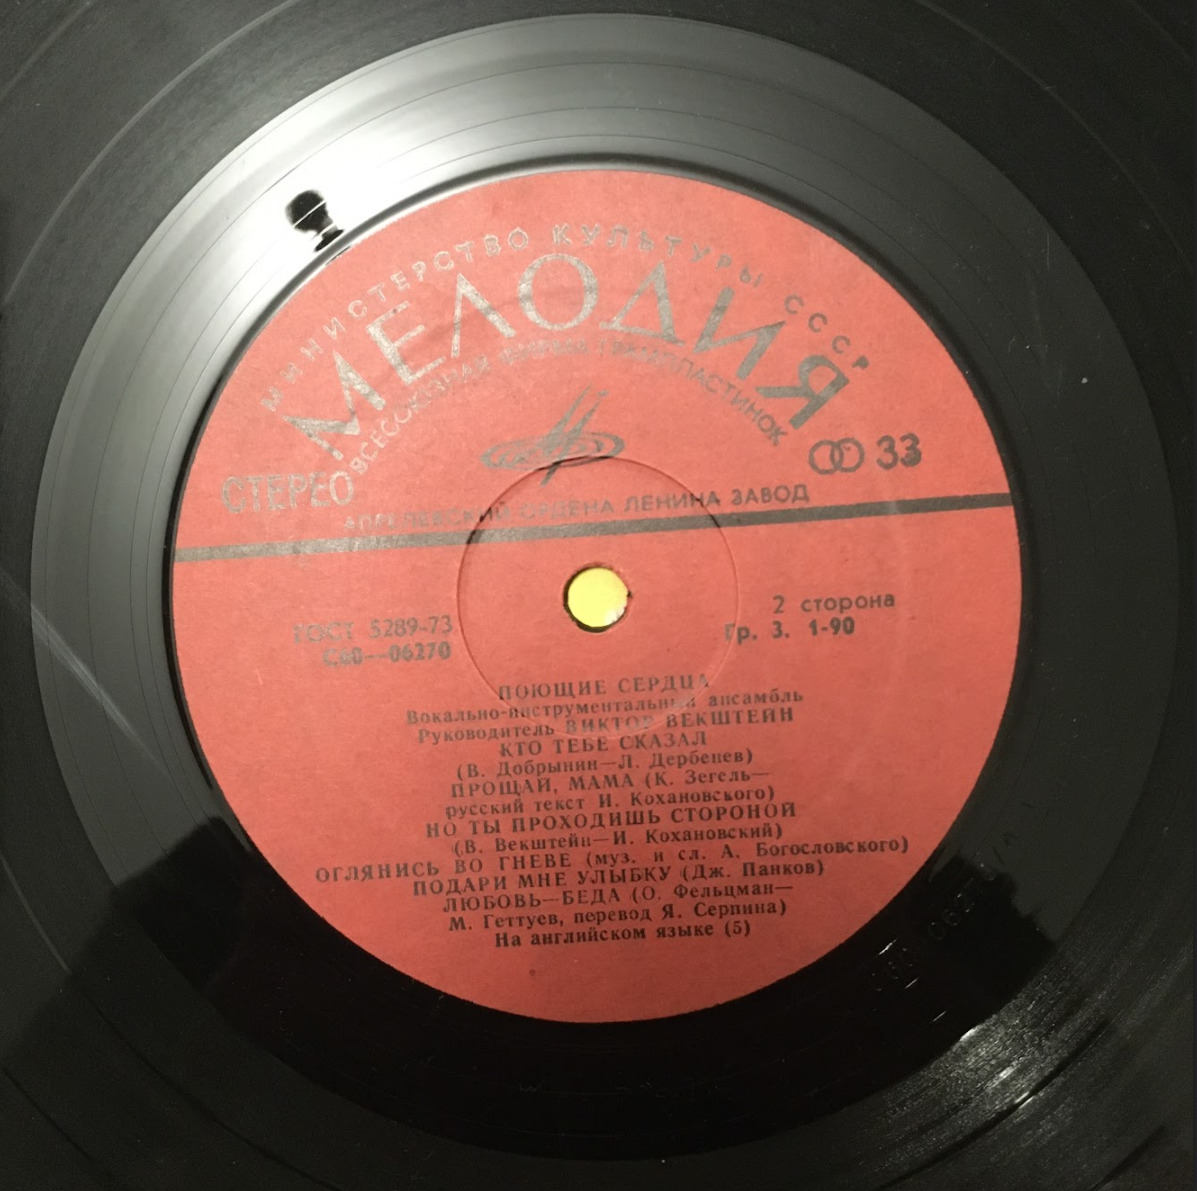 МИНИСТЕРСТВО КУЛЬТУРЫ СССР
МЕЛОДИЯ
ВСЕСОЮЗНАЯ ФИРМА ГРАМПЛАСТИНОК
СТЕРЕО
33
АПРЕЛЕВСКИЙ ОРДЕНА ЛЕНИНА ЗАВОД
ГОСТ 5289-73
С60—06270
2 сторона
Гр. 3. 1-90
ПОЮЩИЕ СЕРДЦА
Вокально-инструментальный ансамбль
Руководитель ВИКТОР ВЕКШТЕЙН
КТО ТЕБЕ СКАЗАЛ
(В. Добрынин—Л. Дербенев)
ПРОЩАЙ, МАМА (К. Зегель—
русский текст И. Кохановского)
НО ТЫ ПРОХОДИШЬ СТОРОНОЙ
(В. Векштейн—И. Кохановский)
ОГЛЯНИСЬ ВО ГНЕВЕ (муз. и сл. А. Богословского)
ПОДАРИ МНЕ УЛЫБКУ (Дж. Панков)
ЛЮБОВЬ—БЕДА (О. Фельцман—
М. Геттуев, перевод Я. Серпина)
На английском языке (5)